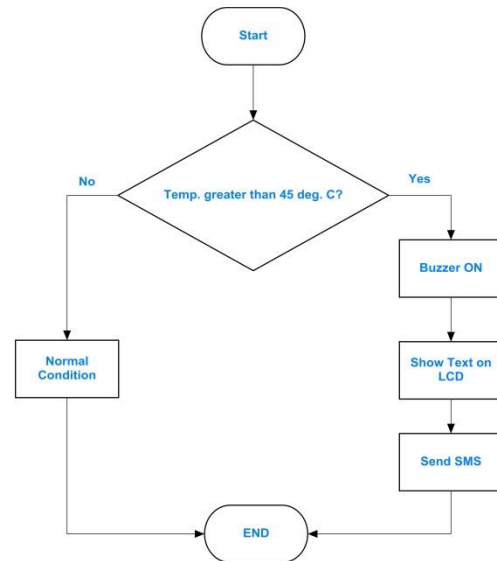 Start
Temp. greater than 45 deg. C?
No
Yes
Buzzer ON
Normal
Condition
Show Text on
LCD
Send SMS
END